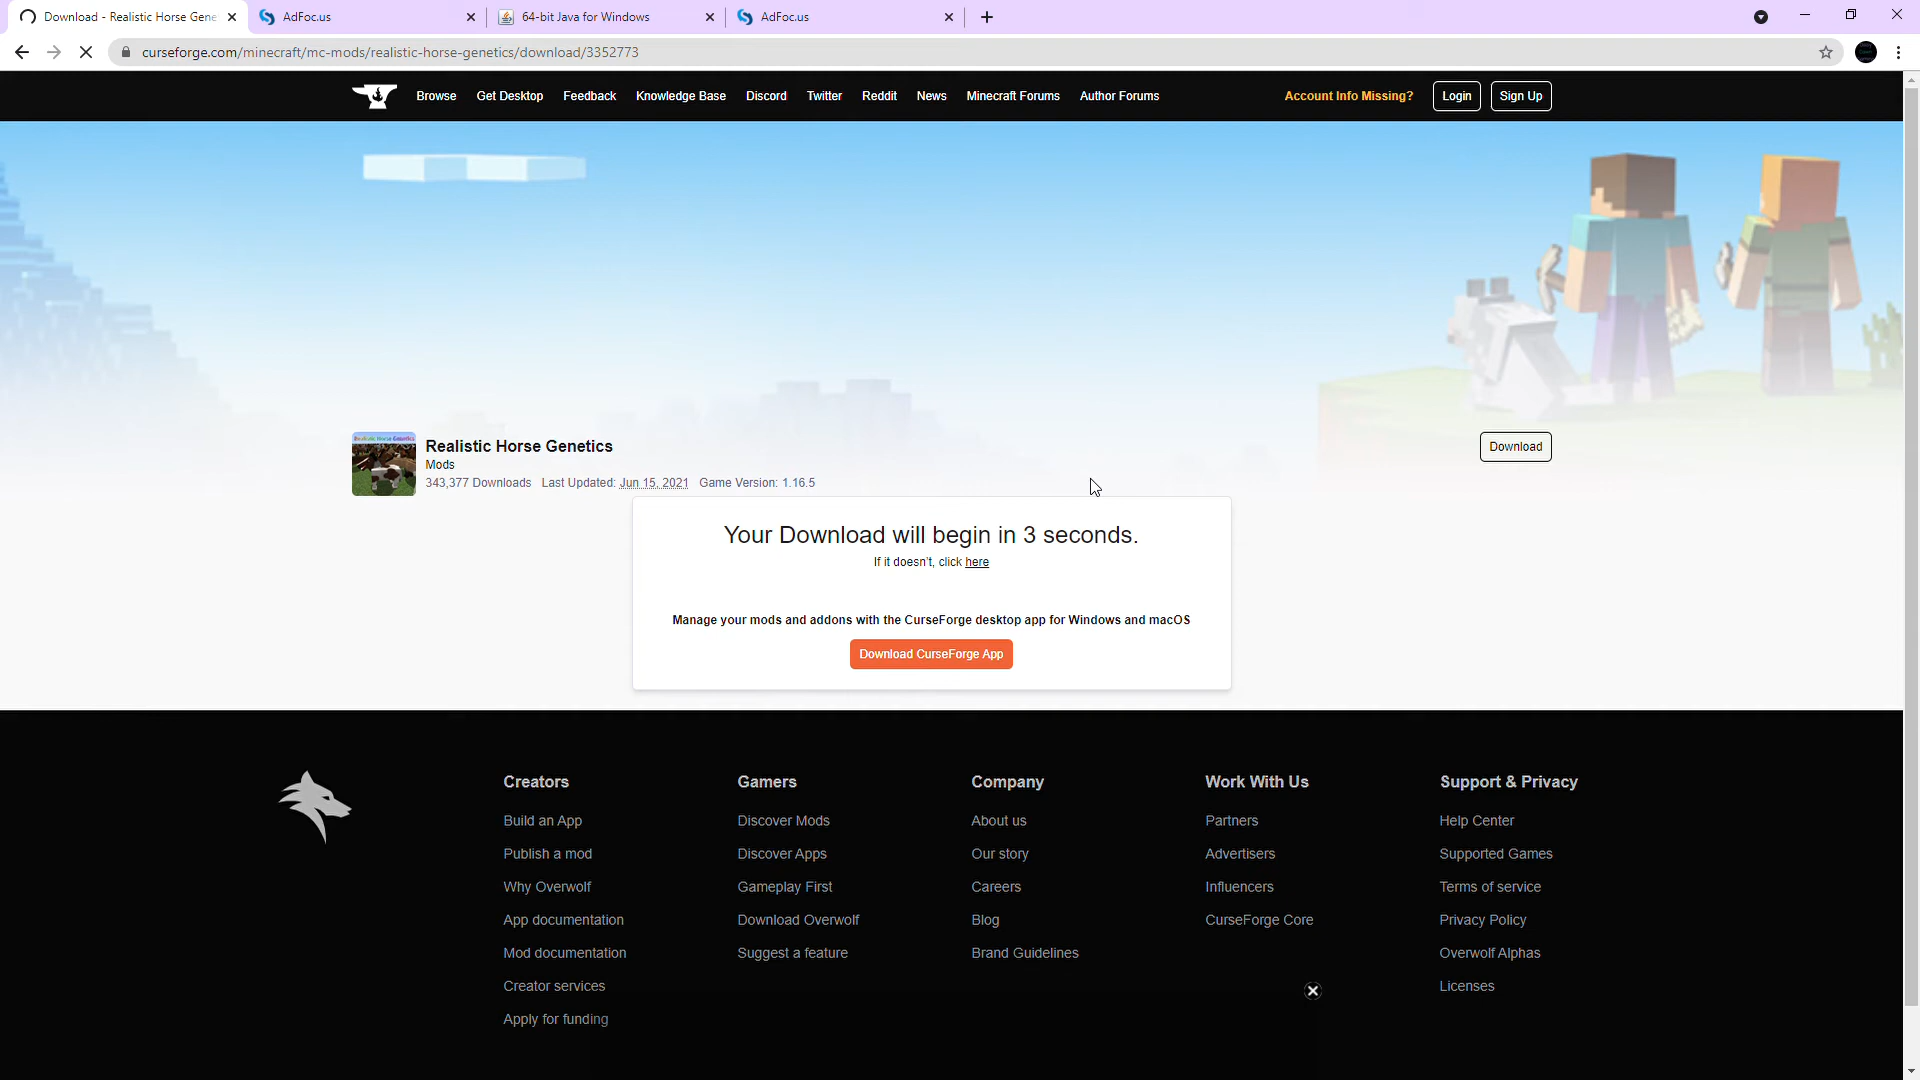 Download - Realistic Horse Gene
AdFoc.us
64-bit Java for Windows
AdFoc.us
curseforge.com/minecraft/mc-mods/realistic-horse-genetics/download/3352773
Browse Get Desktop Feedback Knowledge Base Discord Twitter Reddit News Minecraft Forums Author Forums Account Info Missing? Login Sign Up
Realistic Horse Genetics
Realistic Horse Genetics
Mods
343,377 Downloads Last Updated: Jun 15, 2021 Game Version: 1.16.5
Download
Your Download will begin in 3 seconds.
If it doesn't, click here
Manage your mods and addons with the CurseForge desktop app for Windows and macOS
Download CurseForge App
Creators
Build an App
Publish a mod
Why Overwolf
App documentation
Mod documentation
Creator services
Apply for funding
Gamers
Discover Mods
Discover Apps
Gameplay First
Download Overwolf
Suggest a feature
Company
About us
Our story
Careers
Blog
Brand Guidelines
Work With Us
Partners
Advertisers
Influencers
CurseForge Core
Support & Privacy
Help Center
Supported Games
Terms of service
Privacy Policy
Overwolf Alphas
Licenses